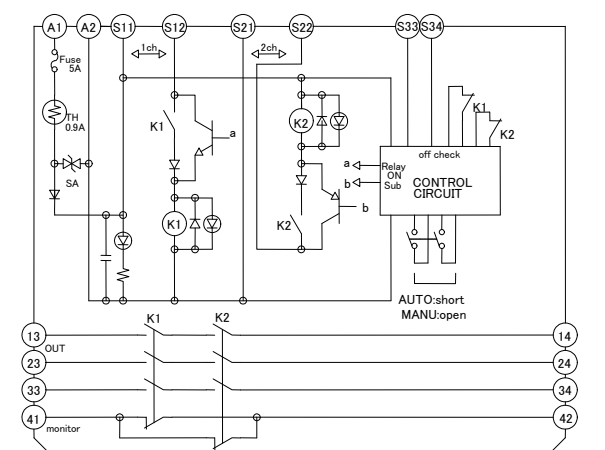 A1 A2 S11 S12 S21 S22 S33 S34
1ch 2ch
Fuse
5A
TH
0.9A
SA
K1
a
K1
K2
b
K2
K1
K2
off check
a Relay
ON
b Sub
CONTROL
CIRCUIT
AUTO:short
MANU:open
K1 K2
13 14
OUT
23 24
33 34
41 42
monitor